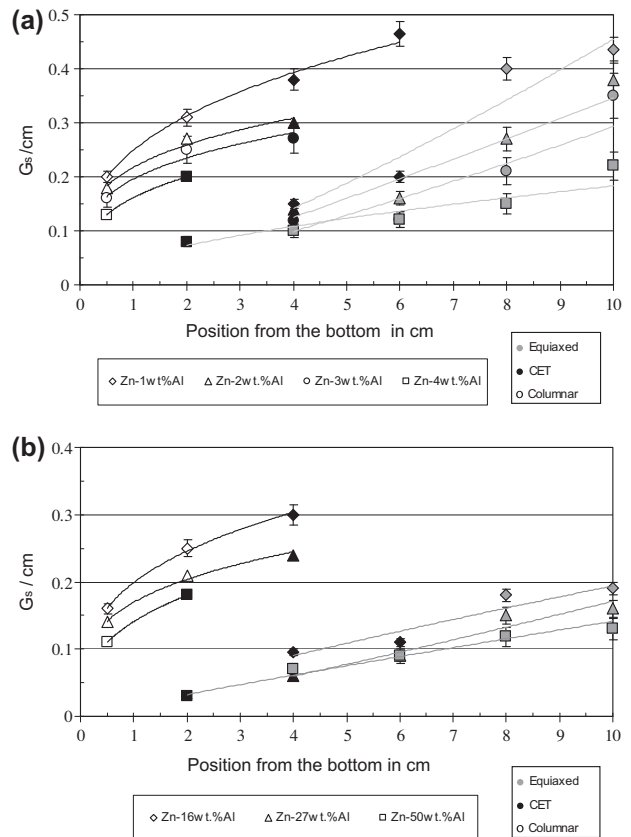 (a)
0.5
0.4
0.3
0.2
0.1
0
Gs/cm
0 1 2 3 4 5 6 7 8 9 10
Position from the bottom in cm
Zn-1wt%Al Zn-2wt.%Al Zn-3wt.%Al Zn-4wt.%Al
Equiaxed
CET
Columnar
(b)
0.4
0.3
0.2
0.1
0
Gs / cm
0 1 2 3 4 5 6 7 8 9 10
Position from the bottom in cm
Zn-16wt.%Al Zn-27wt.%Al Zn-50wt.%Al
Equiaxed
CET
Columnar